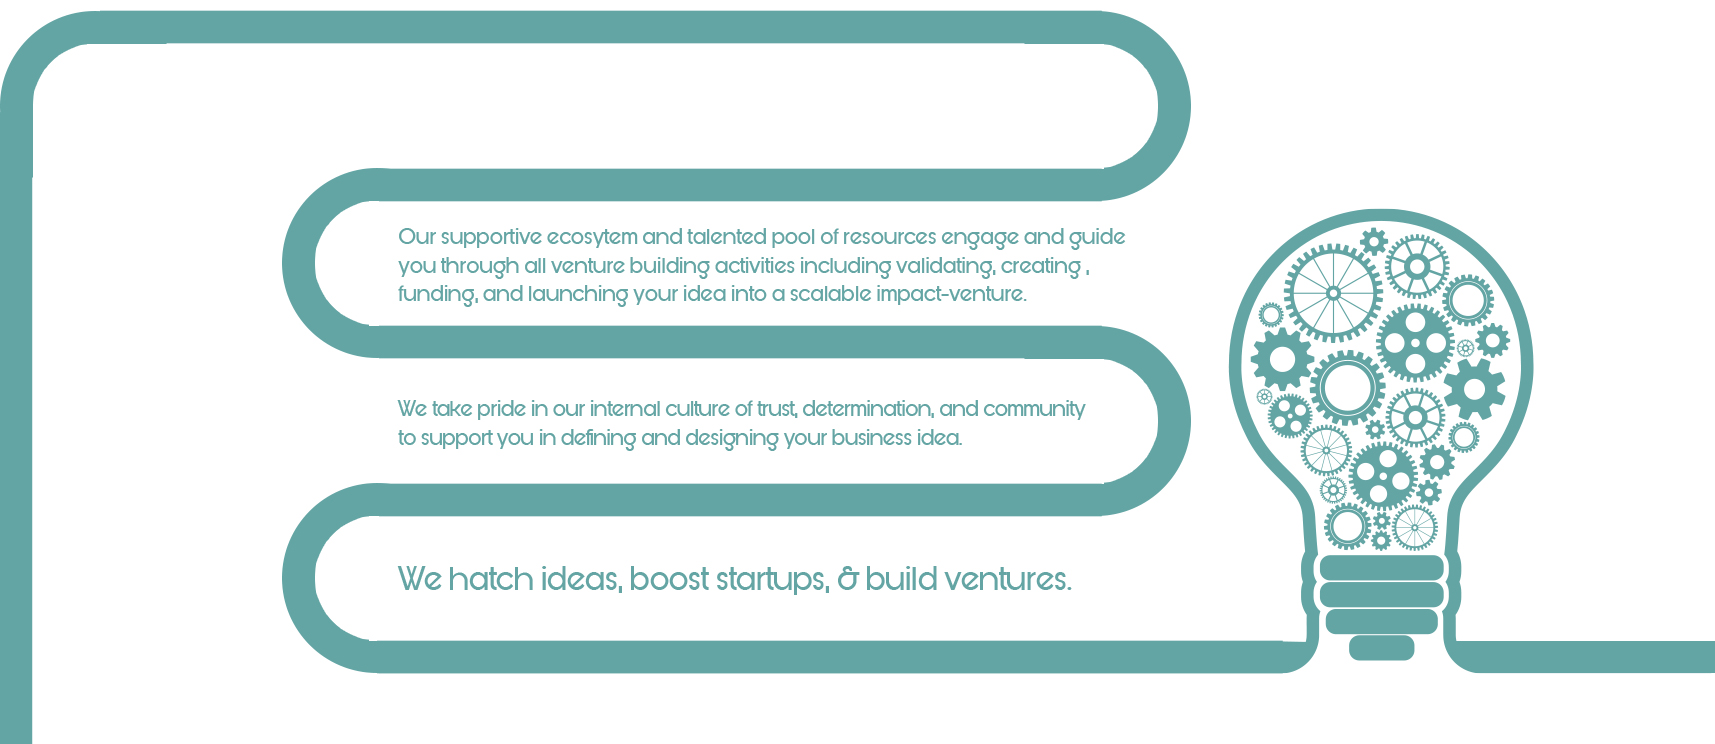 Our supportive ecosytem and talented pool of resources engage and guide
you through all venture building activities including validating, creating ,
funding, and launching your idea into a scalable impact-venture.
We take pride in our internal culture of trust, determination, and community
to support you in defining and designing your business idea.
We hatch ideas, boost startups, & build ventures.